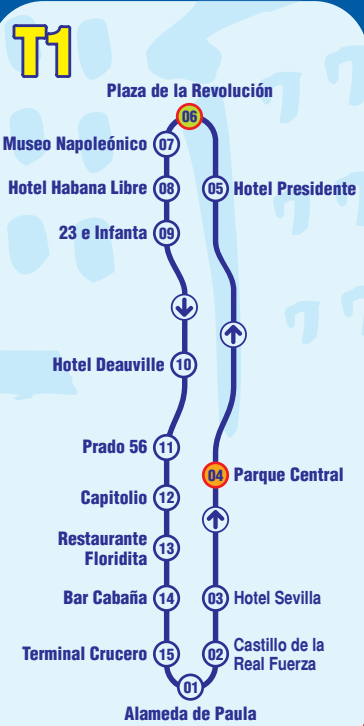 T1
Plaza de la Revolución
06
Museo Napoleónico 07
Hotel Habana Libre 08
05 Hotel Presidente
23 e Infanta 09
Hotel Deauville 10
Prado 56 11
04 Parque Central
Capitolio 12
Restaurante
Floridita 13
Bar Cabaña 14
03 Hotel Sevilla
Terminal Crucero 15
02 Castillo de la
Real Fuerza
01
Alameda de Paula